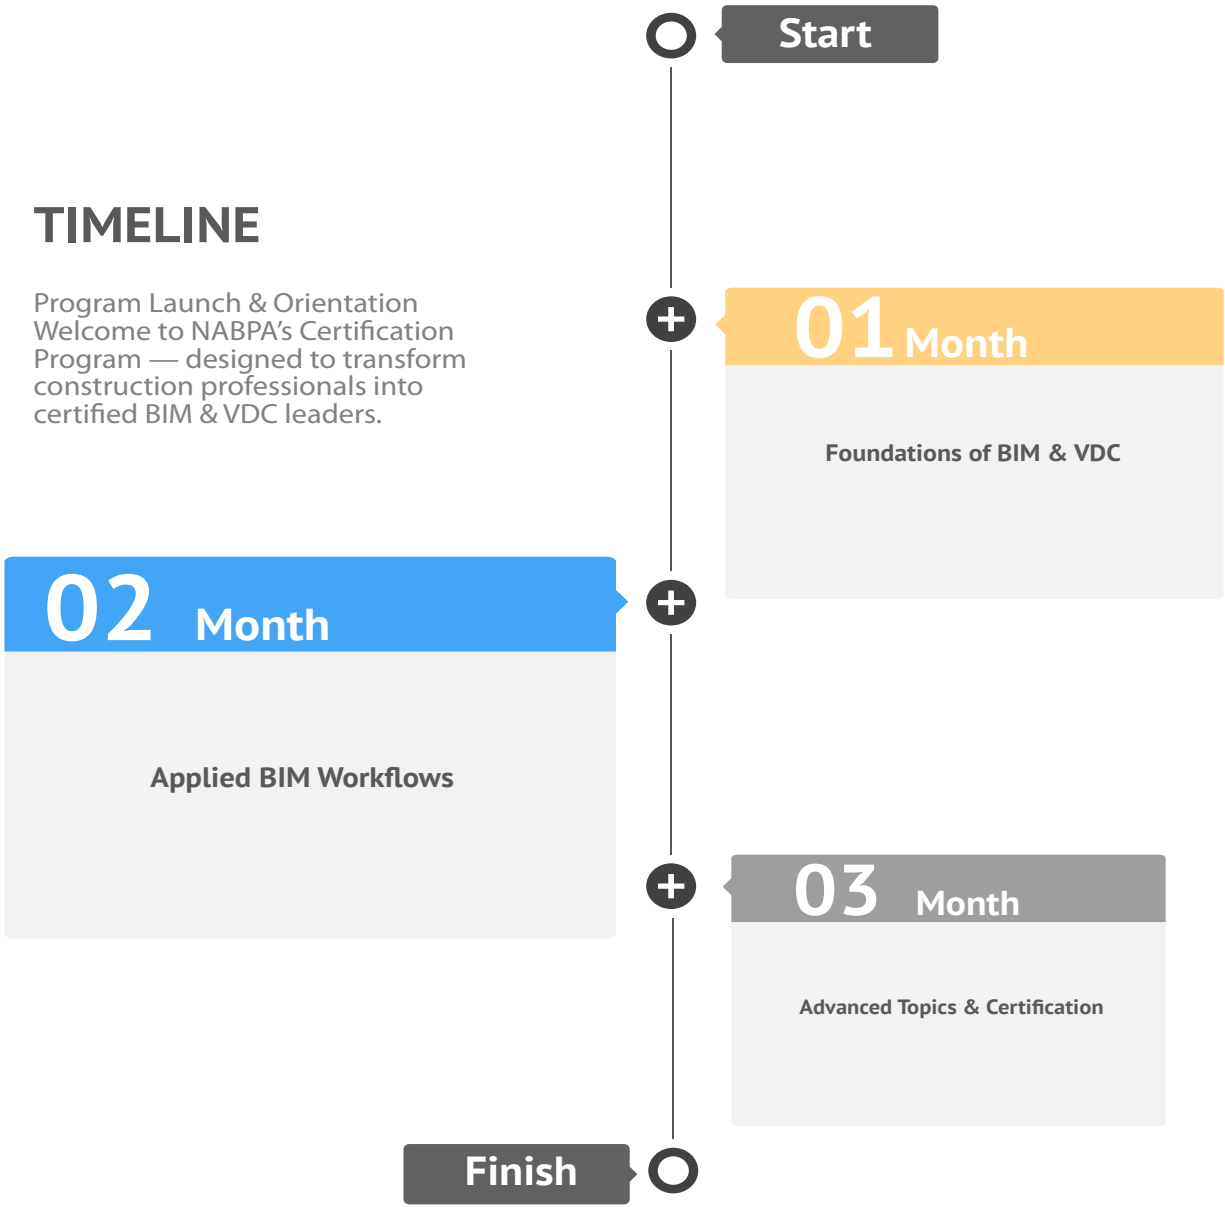 Start
TIMELINE
Program Launch & Orientation
Welcome to NABPA’s Certification
Program — designed to transform
construction professionals into
certified BIM & VDC leaders.
01 Month
Foundations of BIM & VDC
02 Month
Applied BIM Workflows
03 Month
Advanced Topics & Certification
Finish